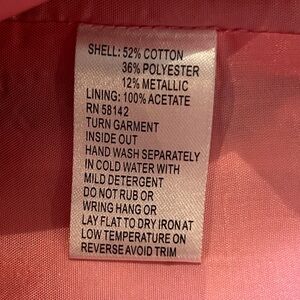 SHELL: 52% COTTON
36% POLYESTER
12% METALLIC
LINING: 100% ACETATE
RN 58142
TURN GARMENT
INSIDE OUT
HAND WASH SEPARATELY
IN COLD WATER WITH
MILD DETERGENT
DO NOT RUB OR
WRING HANG OR
LAY FLAT TO DRY IRON AT
LOW TEMPERATURE ON
REVERSE AVOID TRIM